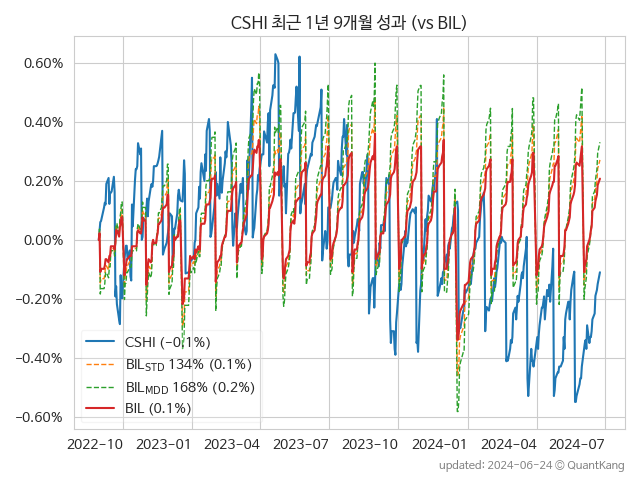 CSHI 최근 1년 9개월 성과 (vs BIL)
0.60%
0.40%
0.20%
0.00%
−0.20%
−0.40%
−0.60%
CSHI (−0.1%)
BIL_STD 134% (0.1%)
BIL_MDD 168% (0.2%)
BIL (0.1%)
2022-10 2023-01 2023-04 2023-07 2023-10 2024-01 2024-04 2024-07
updated: 2024-06-24 © QuantKang